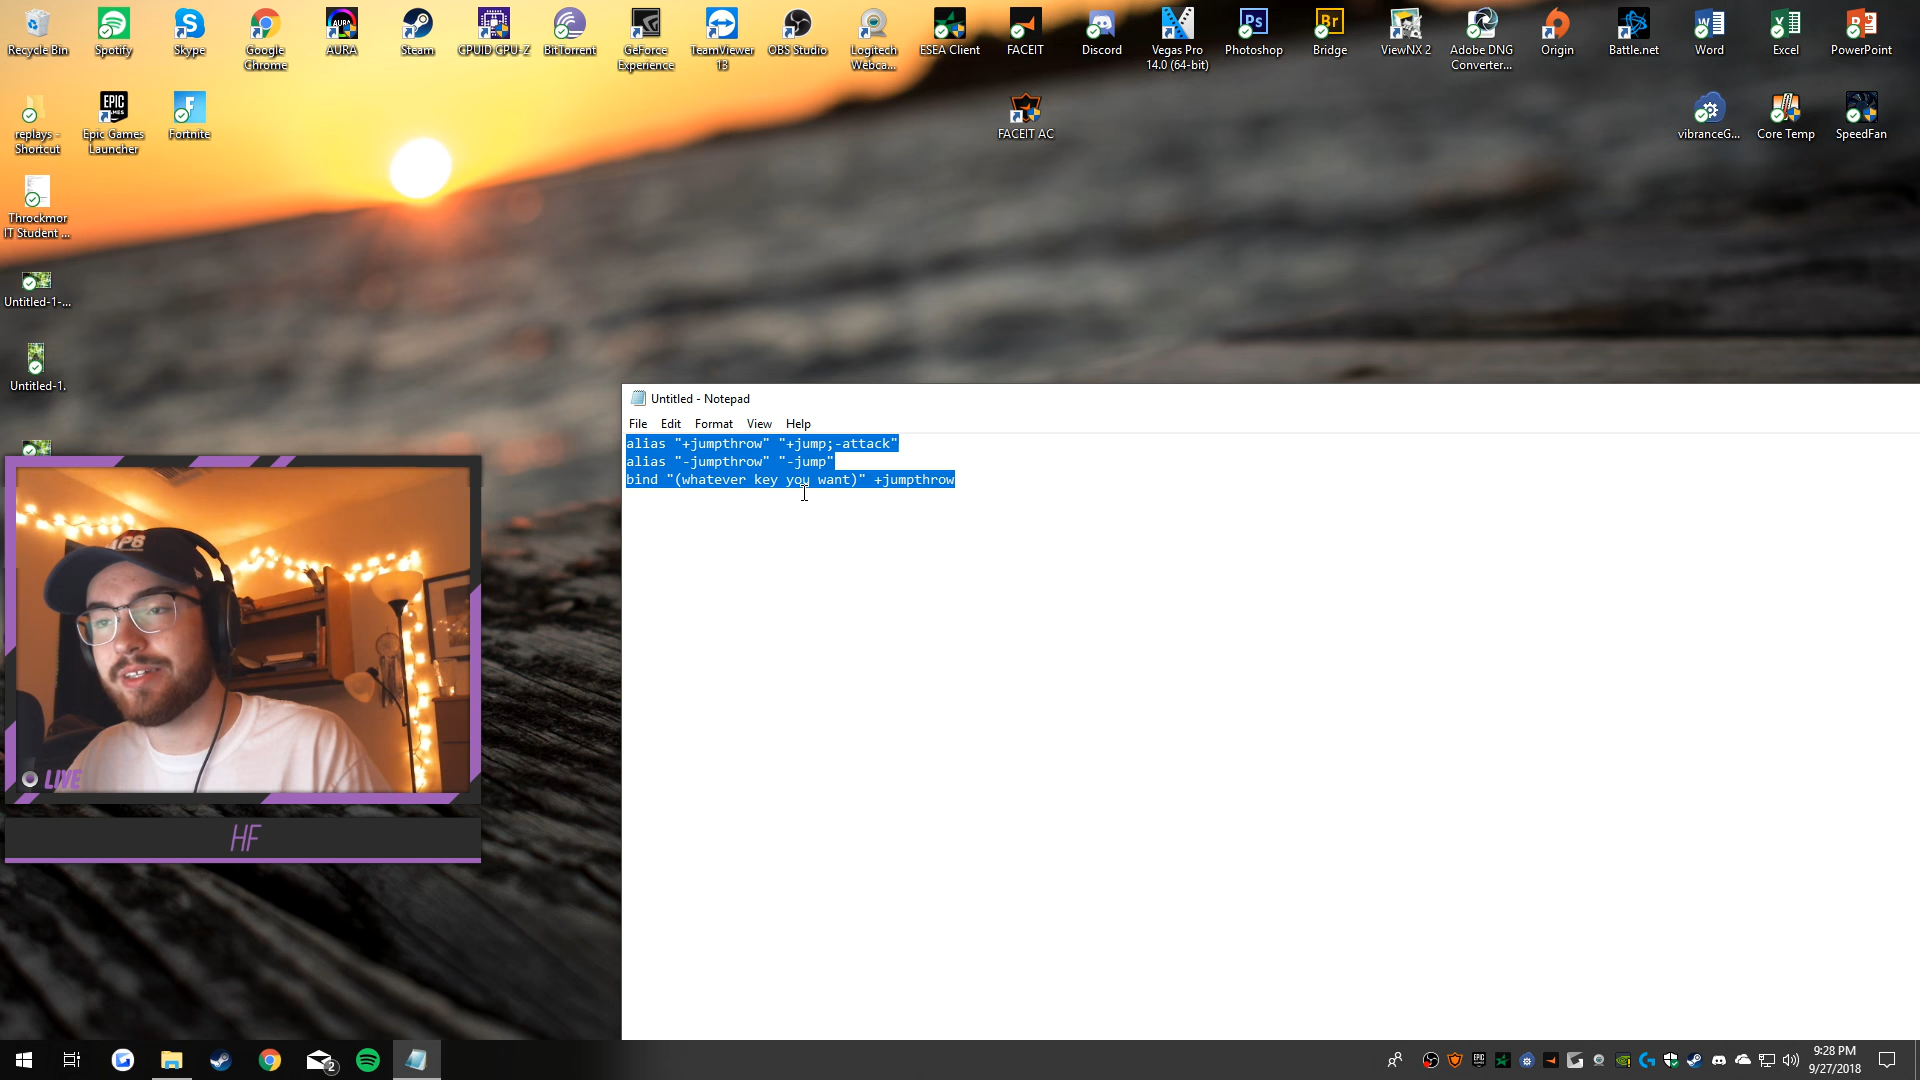 Recycle Bin
Spotify
Skype
Google Chrome
AURA
Steam
CPUID GPU-Z
BitTorrent
GeForce Experience
TeamViewer 13
OBS Studio
Logitech Webca...
ESEA Client
FACEIT
Discord
Vegas Pro 14.0 (64-bit)
Photoshop
Bridge
ViewNX 2
Adobe DNG Converter...
Origin
Battle.net
Word
Excel
PowerPoint
replays - Shortcut
Epic Games Launcher
Fortnite
FACEIT AC
vibranceG...
Core Temp
SpeedFan
Throckmor
IT Student ...
Untitled-1-...
Untitled-1.
Untitled - Notepad
File Edit Format View Help
alias "+jumpthrow" "+jump;-attack"
alias "-jumpthrow" "-jump"
bind "(whatever key you want)" +jumpthrow
LIVE
HF
2
9:28 PM
9/27/2018